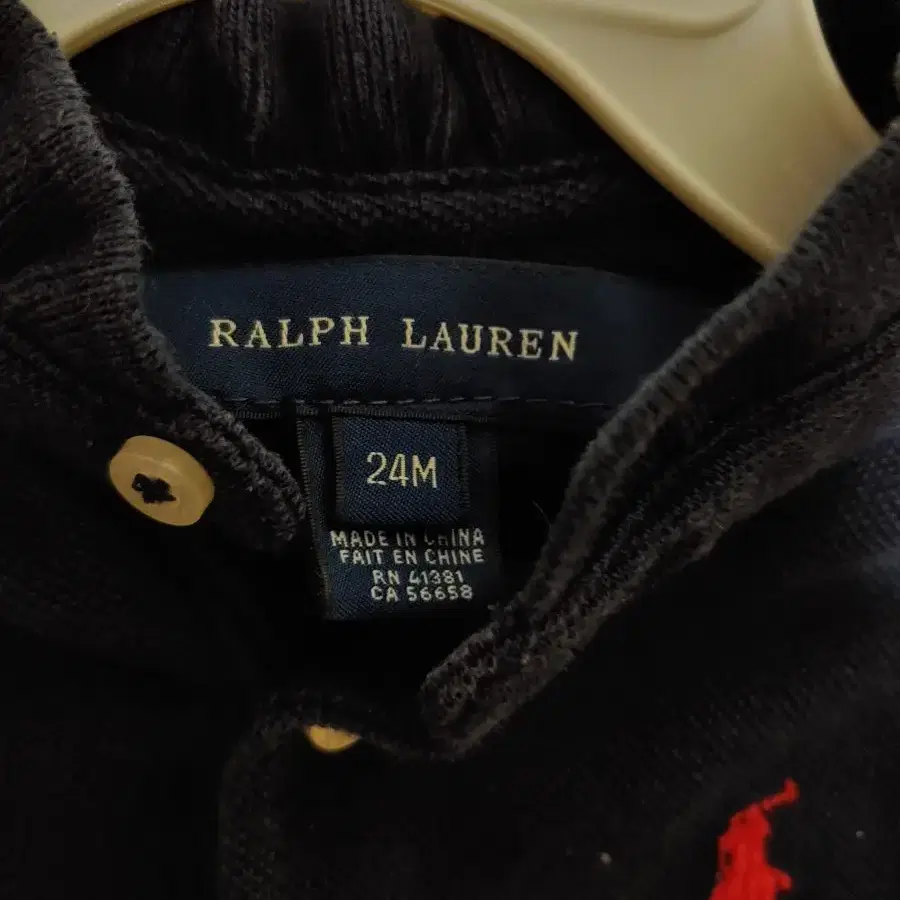 RALPH LAUREN
24M
MADE IN CHINA
FAIT EN CHINE
RN 41381
CA 56658